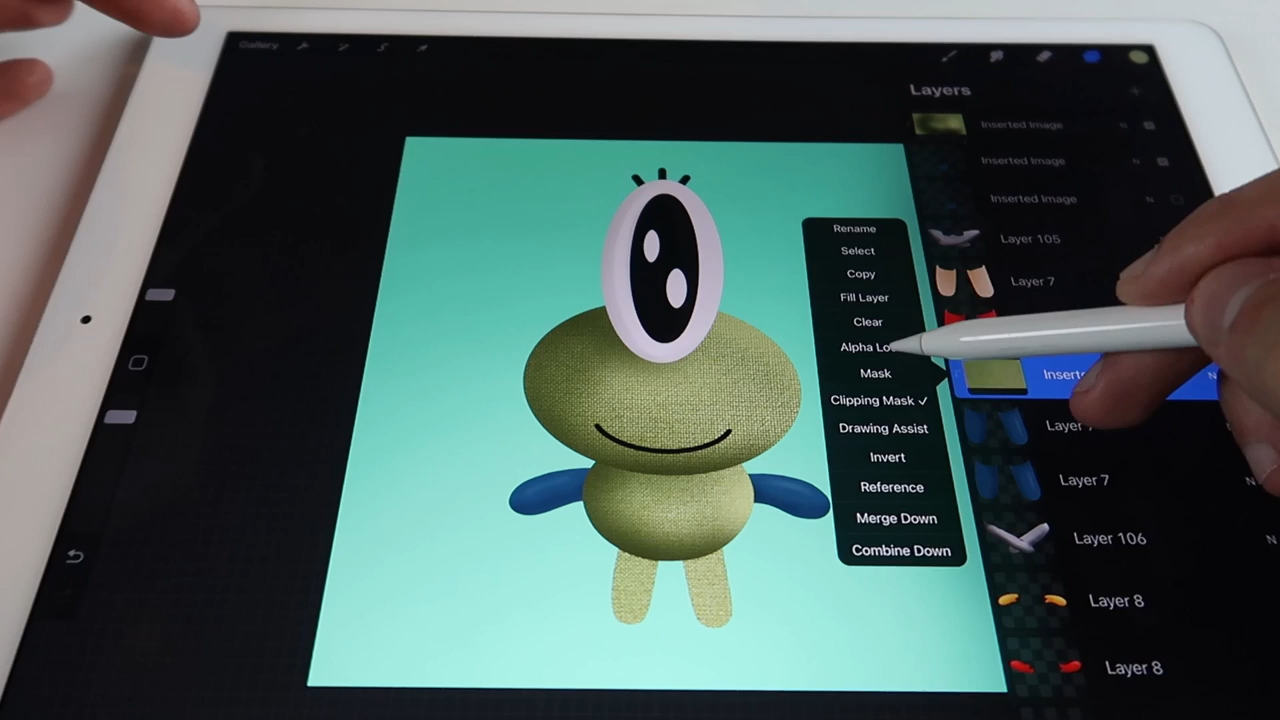 Gallery
Layers
Inserted Image
N
Inserted Image
N
Inserted Image
N
Layer 105
Layer 7
N
Layer 7
N
Layer 106
N
Layer 8
Layer 8
Rename
Select
Copy
Fill Layer
Clear
Mask
Clipping Mask ✓
Drawing Assist
Invert
Reference
Merge Down
Combine Down